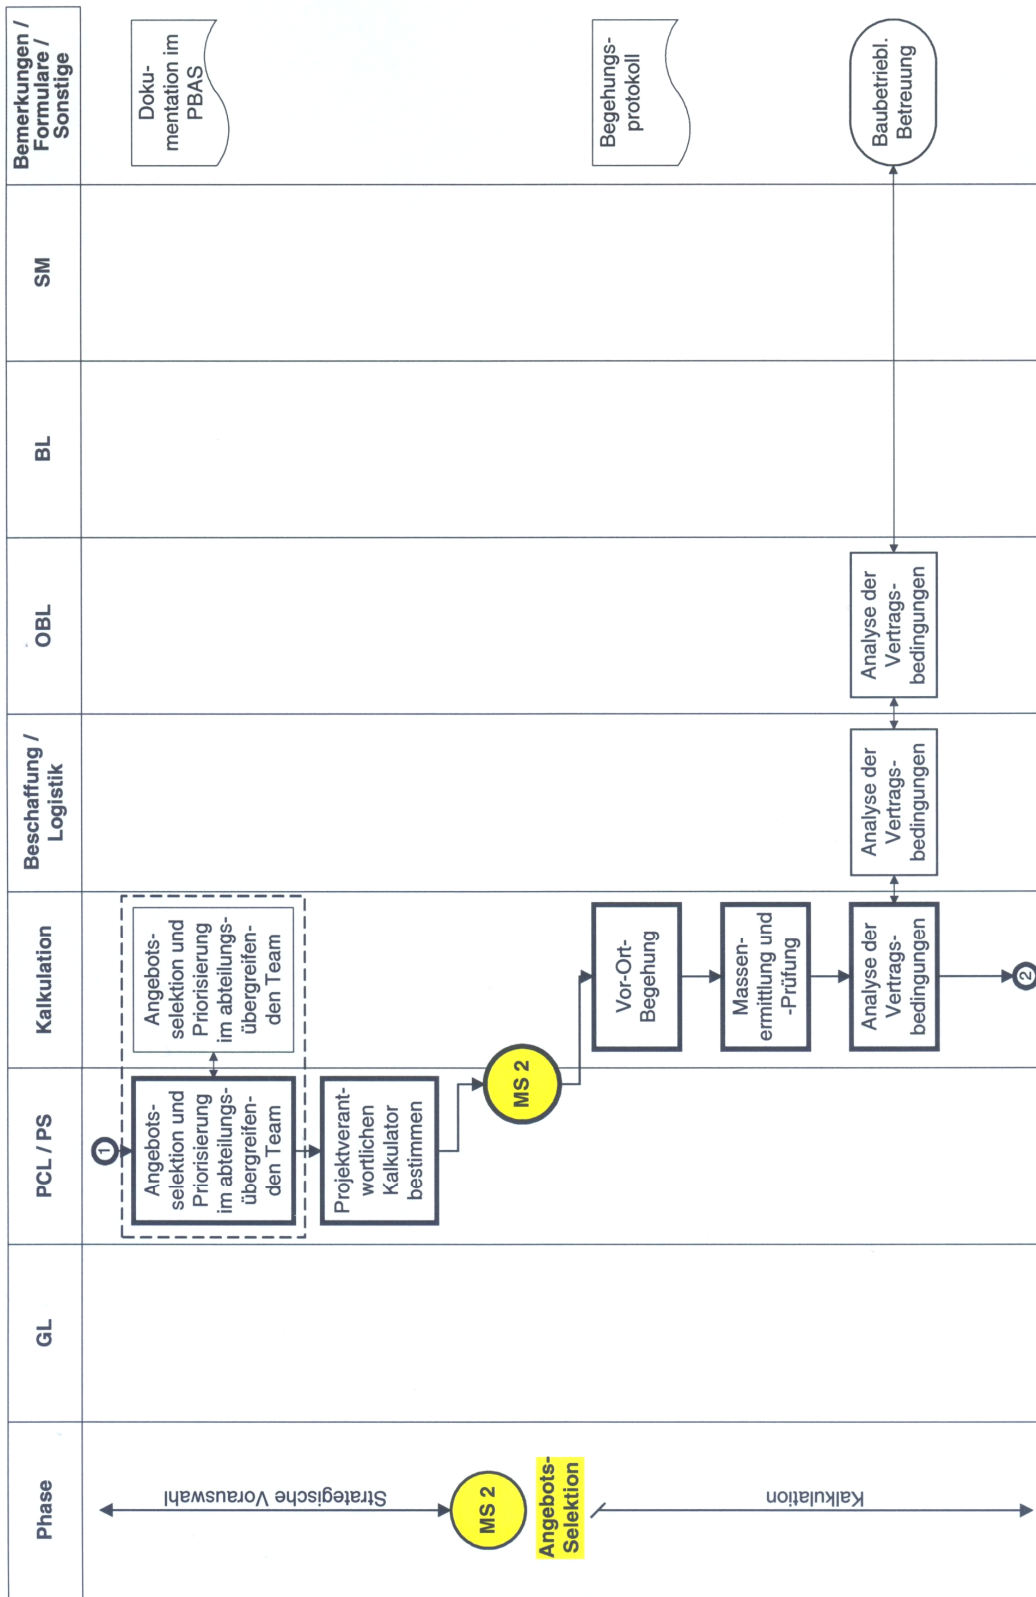 Phase
GL
PCL / PS
Kalkulation
Beschaffung /
Logistik
OBL
BL
SM
Bemerkungen /
Formulare /
Sonstige
Strategische Vorauswahl
1
Angebots-
selektion und
Priorisierung
im abteilungs-
übergreifen-
den Team
Angebots-
selektion und
Priorisierung
im abteilungs-
übergreifen-
den Team
Doku-
mentation im
PBAS
Projektverant-
wortlichen
Kalkulator
bestimmen
MS 2
MS 2
Angebots-
Selektion
Kalkulation
Vor-Ort-
Begehung
Begehungs-
protokoll
Massen-
ermittlung und
-Prüfung
Analyse der
Vertrags-
bedingungen
Analyse der
Vertrags-
bedingungen
Analyse der
Vertrags-
bedingungen
Baubetriebl.
Betreuung
2